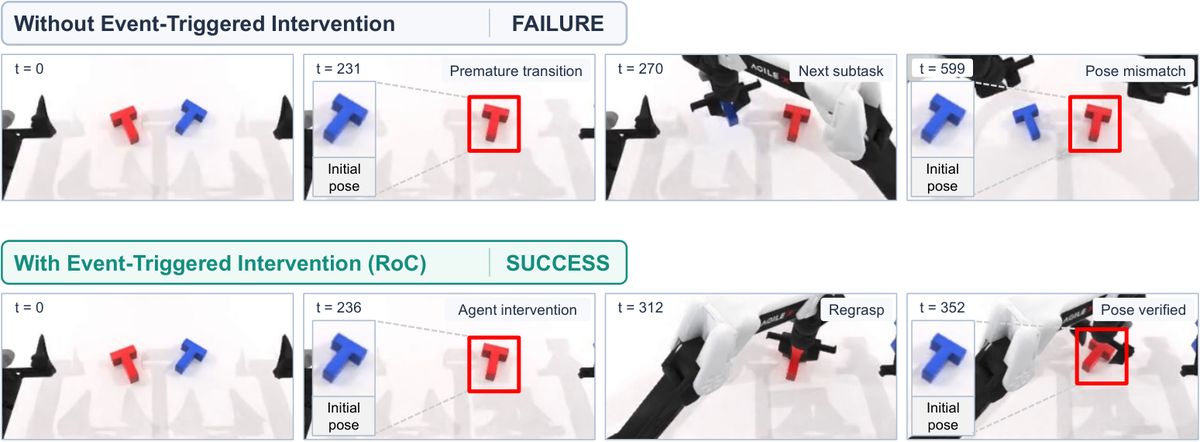 Without Event-Triggered Intervention FAILURE
t = 0
t = 231
Premature transition
Initial
pose
t = 270
Next subtask
AGILE X
t = 599
Pose mismatch
Initial
pose
With Event-Triggered Intervention (RoC) SUCCESS
t = 0
t = 236
Agent intervention
Initial
pose
t = 312
Regrasp
AGILE X
t = 352
Pose verified
Initial
pose